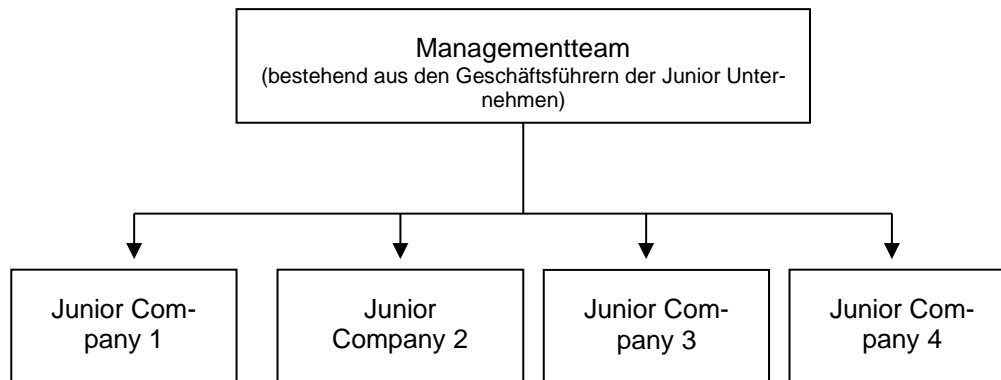 Managementteam
(bestehend aus den Geschäftsführern der Junior Unter-
nehmen)
Junior Com-
pany 1
Junior
Company 2
Junior Com-
pany 3
Junior Com-
pany 4